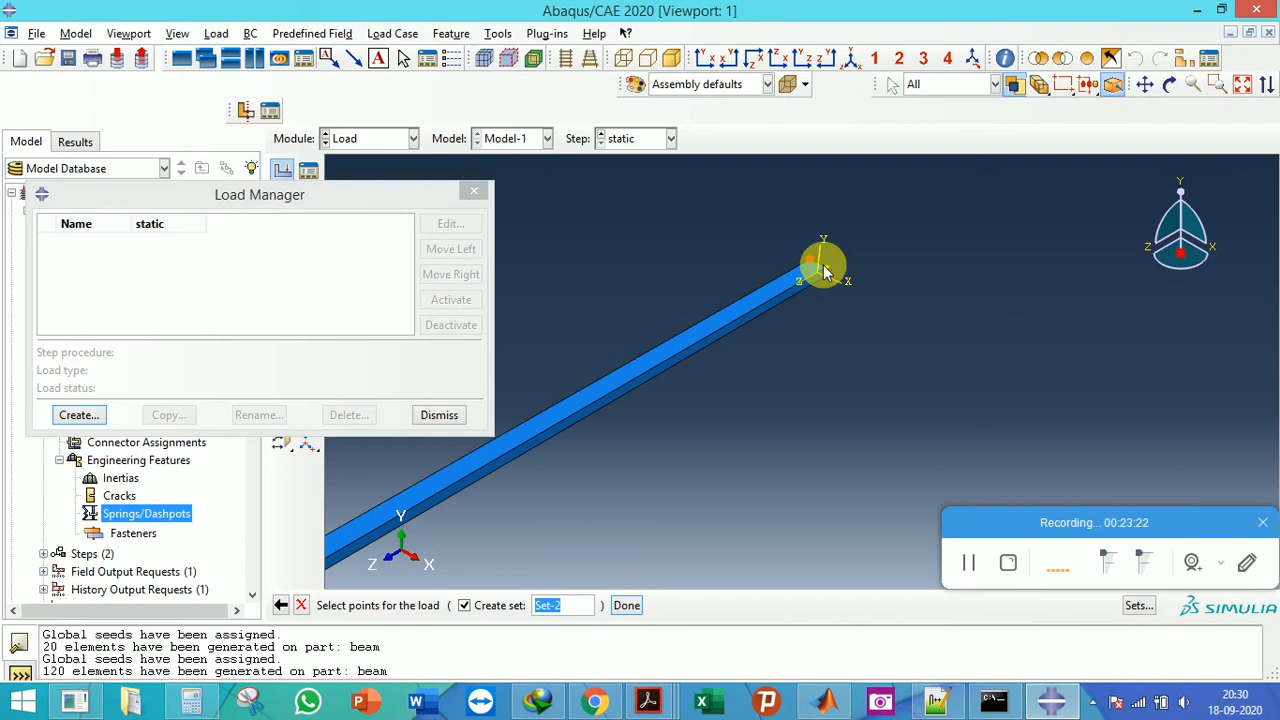 Abaqus/CAE 2020 [Viewport: 1]
File Model Viewport View Load BC Predefined Field Load Case Feature Tools Plug-ins Help
1 2 3 4
Assembly defaults
All
Model Results
Module: Load Model: Model-1 Step: static
Model Database
Load Manager
Name static
Edit...
Move Left
Move Right
Activate
Deactivate
Step procedure:
Load type:
Load status:
Create... Copy... Rename... Delete... Dismiss
Connector Assignments
Engineering Features
Inertias
Cracks
Springs/Dashpots
Fasteners
Steps (2)
Field Output Requests (1)
History Output Requests (1)
Y
Z X
Y
Z X
Y
Z X
Recording... 00:23:22
Select points for the load ( Create set: Set-2 ) Done
Sets...
SIMULIA
Global seeds have been assigned.
20 elements have been generated on part: beam
Global seeds have been assigned.
120 elements have been generated on part: beam
20:30
18-09-2020